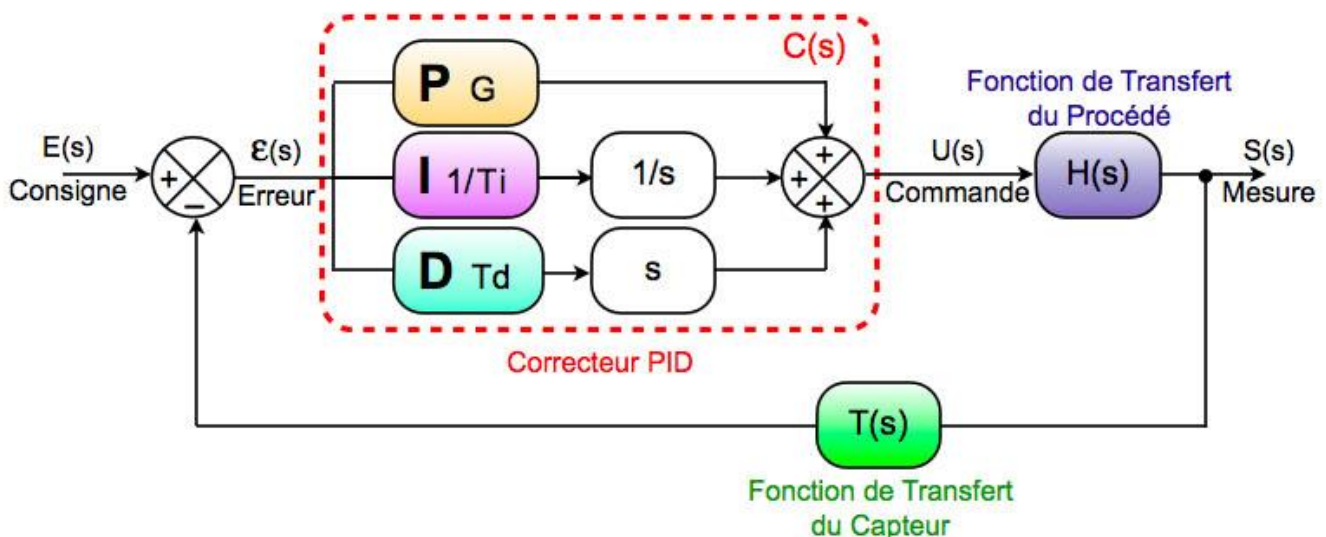 C(s)
P G
Fonction de Transfert
du Procédé
E(s)
Consigne
+
−
ε(s)
Erreur
I 1/Ti
1/s
+
+
+
U(s)
Commande
H(s)
S(s)
Mesure
D Td
s
Correcteur PID
T(s)
Fonction de Transfert
du Capteur